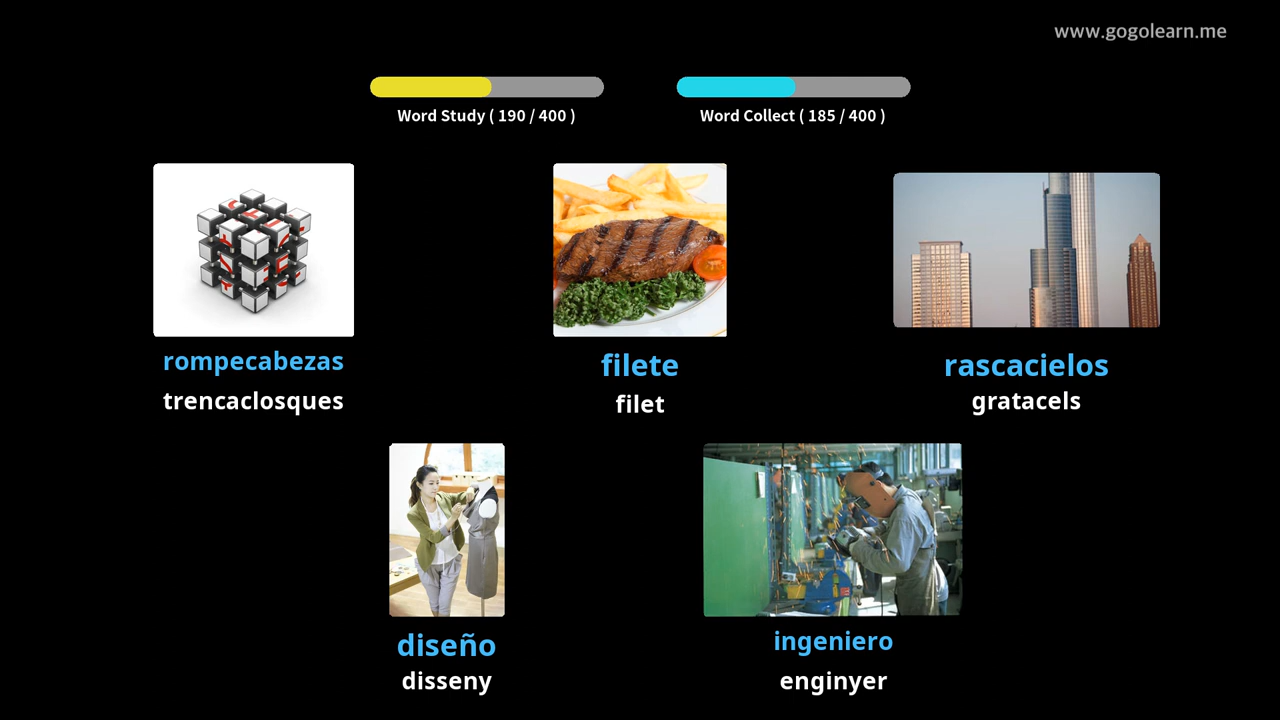 www.gogolearn.me
Word Study ( 190 / 400 )
Word Collect ( 185 / 400 )
rompecabezas
trencaclosques
filete
filet
rascacielos
gratacels
diseño
disseny
ingeniero
enginyer